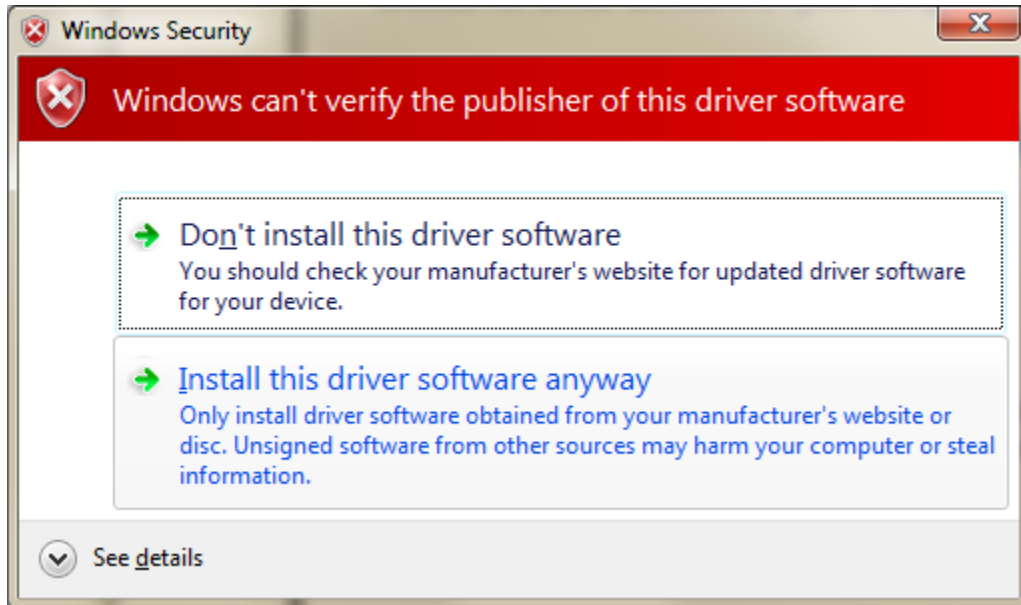 Windows Security
Windows can't verify the publisher of this driver software
Don't install this driver software
You should check your manufacturer's website for updated driver software
for your device.
Install this driver software anyway
Only install driver software obtained from your manufacturer's website or
disc. Unsigned software from other sources may harm your computer or steal
information.
See details